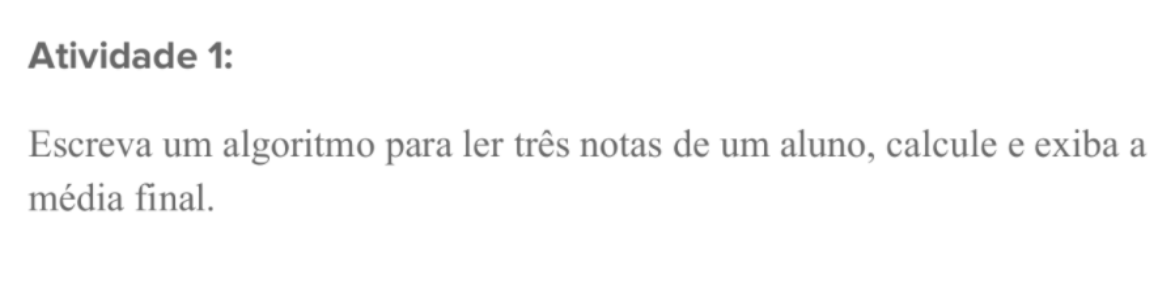 Atividade 1:
Escreva um algoritmo para ler três notas de um aluno, calcule e exiba a
média final.